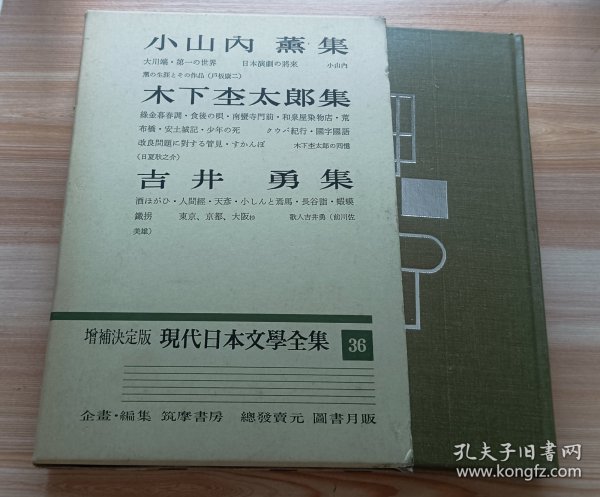 小山內 薫集
大川端・第一の世界 日本演劇の將來 小山內
薫の生涯とその作品(戶板康二)
木下杢太郎集
綠金暮春調・食後の唄・南蠻寺門前・和泉屋染物店・荒
布橋・安土城記・少年の死 クウバ紀行・國字國語
改良問題に對する管見・すかんぽ 木下杢太郎の囘憶
(日夏耿之介)
吉井 勇集
酒ほがひ・人間經・天彥・小しんと焉馬・長谷詣・蝦蟆
鐵拐 東京、京都、大阪抄 歌人吉井勇(前川佐
美雄)
增補決定版 現代日本文學全集 36
企畫・編集 筑摩書房 總發賣元 圖書月販
孔夫子旧书网
www.kongfz.com